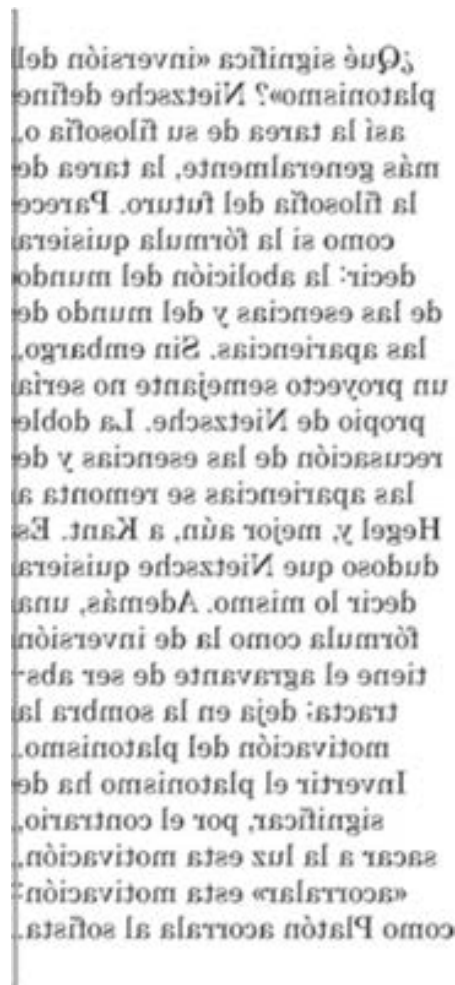 ¿Qué significa «inversión del
platonismo»? Nietzsche define
así la tarea de su filosofía o,
más generalmente, la tarea de
la filosofía del futuro. Parece
como si la fórmula quisiera
decir: la abolición del mundo
de las esencias y del mundo de
las apariencias. Sin embargo,
un proyecto semejante no sería
propio de Nietzsche. La doble
recusación de las esencias y de
las apariencias se remonta a
Hegel y, mejor aún, a Kant. Es
dudoso que Nietzsche quisiera
decir lo mismo. Además, una
fórmula como la de inversión
tiene el agravante de ser abs-
tracta; deja en la sombra la
motivación del platonismo.
Invertir el platonismo ha de
significar, por el contrario,
sacar a la luz esta motivación,
«acorralar» esta motivación:
como Platón acorrala al sofista.